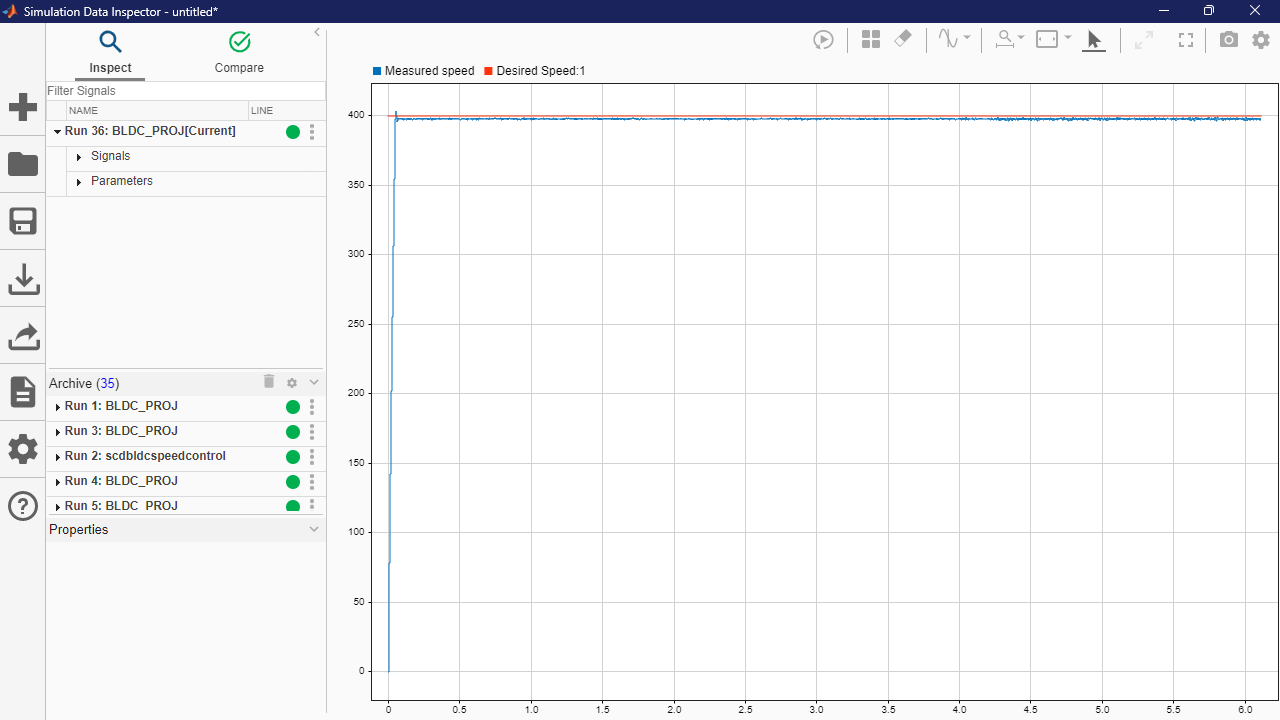 Simulation Data Inspector - untitled*
Inspect
Compare
Filter Signals
NAME
LINE
Run 36: BLDC_PROJ[Current]
Signals
Parameters
Archive (35)
Run 1: BLDC_PROJ
Run 3: BLDC_PROJ
Run 2: scdbldcspeedcontrol
Run 4: BLDC_PROJ
Run 5: BLDC_PROJ
Properties
Measured speed
Desired Speed:1
400
350
300
250
200
150
100
50
0
0 0.5 1.0 1.5 2.0 2.5 3.0 3.5 4.0 4.5 5.0 5.5 6.0